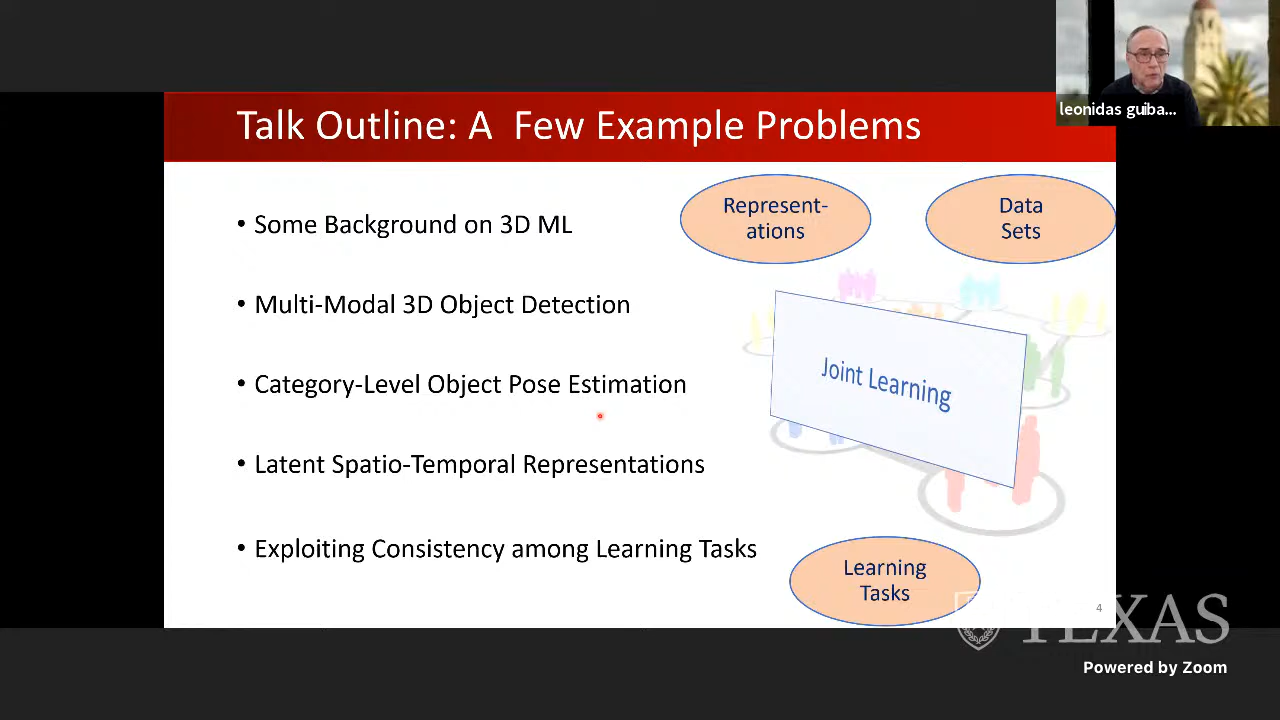 leonidas guiba...
Talk Outline: A Few Example Problems
• Some Background on 3D ML
• Multi-Modal 3D Object Detection
• Category-Level Object Pose Estimation
• Latent Spatio-Temporal Representations
• Exploiting Consistency among Learning Tasks
Represent-
ations
Data
Sets
Joint Learning
Learning
Tasks
4
TEXAS
Powered by Zoom